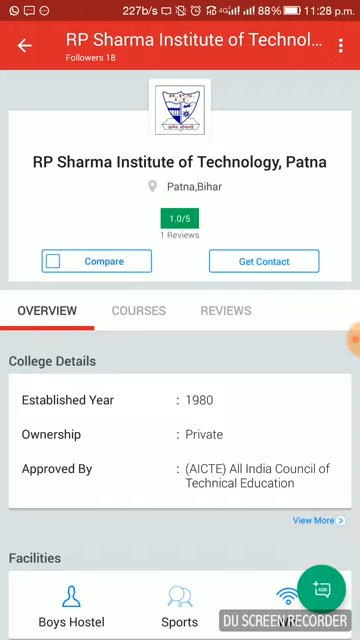 227b/s 4G 88% 11:28 p.m.
RP Sharma Institute of Technol...
Followers 18
RP Sharma Institute of Technology, Patna
Patna,Bihar
1.0/5
1 Reviews
Compare
Get Contact
OVERVIEW COURSES REVIEWS
College Details
Established Year : 1980
Ownership : Private
Approved By : (AICTE) All India Council of
Technical Education
View More
Facilities
ASK
Boys Hostel Sports
DU SCREEN RECORDER